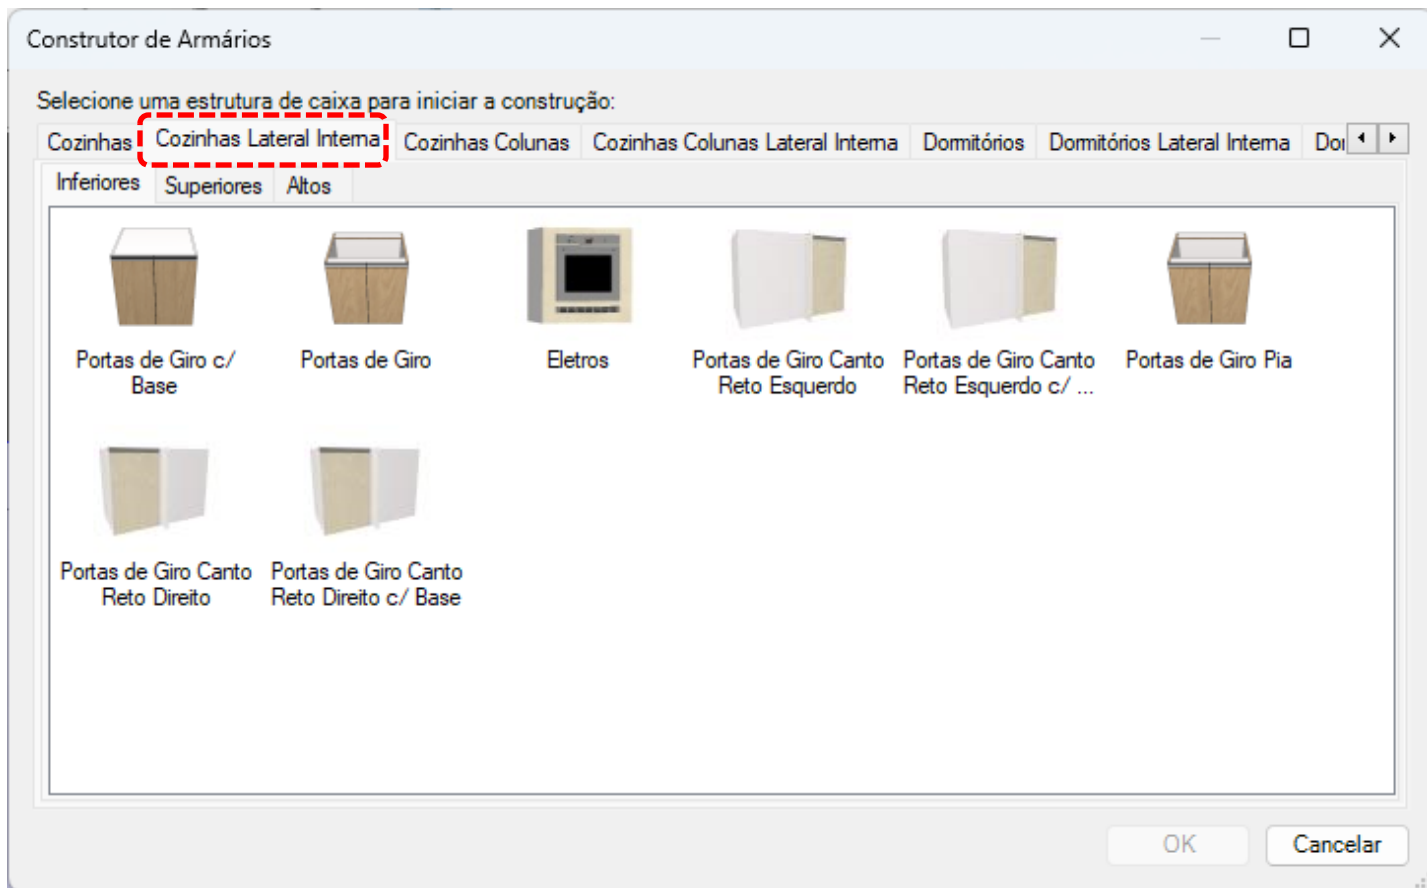 Construtor de Armários
Selecione uma estrutura de caixa para iniciar a construção:
Cozinhas Cozinhas Lateral Interna Cozinhas Colunas Cozinhas Colunas Lateral Interna Dormitórios Dormitórios Lateral Interna Dor
Inferiores Superiores Altos
Portas de Giro c/
Base
Portas de Giro
Eletros
Portas de Giro Canto
Reto Esquerdo
Portas de Giro Canto
Reto Esquerdo c/ ...
Portas de Giro Pia
Portas de Giro Canto
Reto Direito
Portas de Giro Canto
Reto Direito c/ Base
OK Cancelar